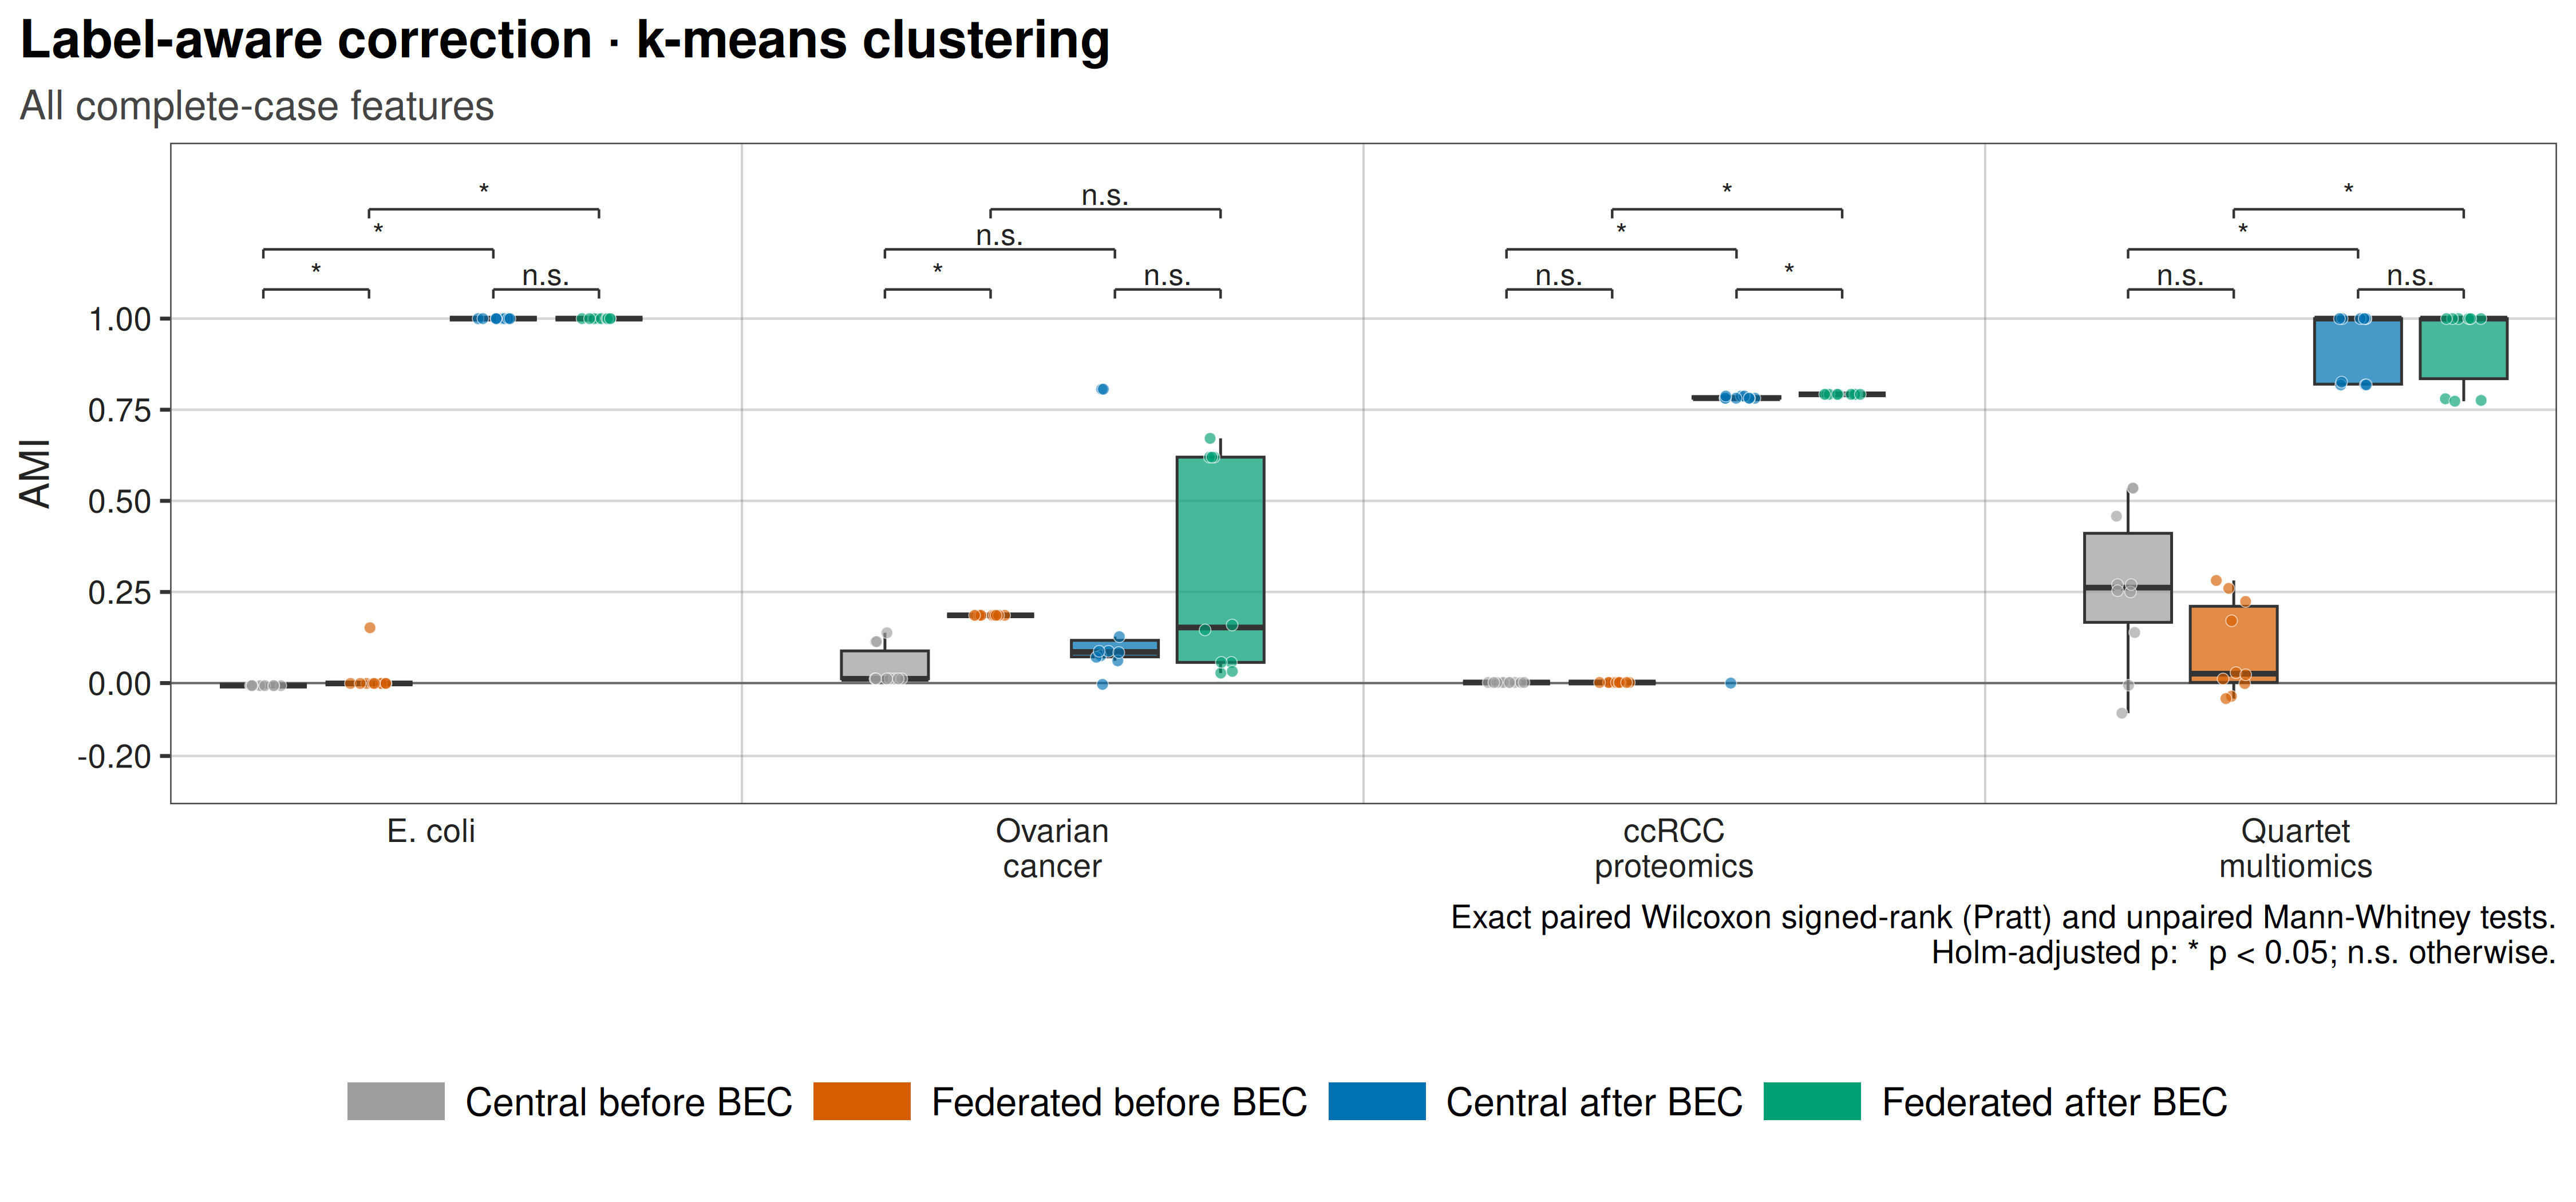 Label-aware correction · k-means clustering
All complete-case features
* * * n.s.
n.s. n.s. * n.s.
* * n.s. *
* * n.s. n.s.
AMI
1.00
0.75
0.50
0.25
0.00
-0.20
E. coli
Ovarian
cancer
ccRCC
proteomics
Quartet
multiomics
Exact paired Wilcoxon signed-rank (Pratt) and unpaired Mann-Whitney tests.
Holm-adjusted p: * p < 0.05; n.s. otherwise.
Central before BEC
Federated before BEC
Central after BEC
Federated after BEC